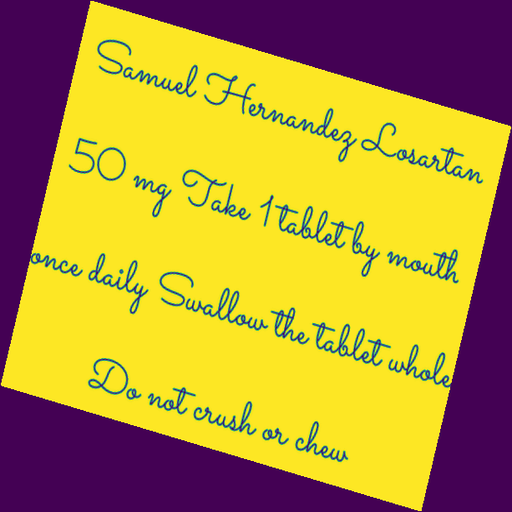 Samuel Hernandez Losartan
50 mg Take 1 tablet by mouth
once daily Swallow the tablet whole
Do not crush or chew